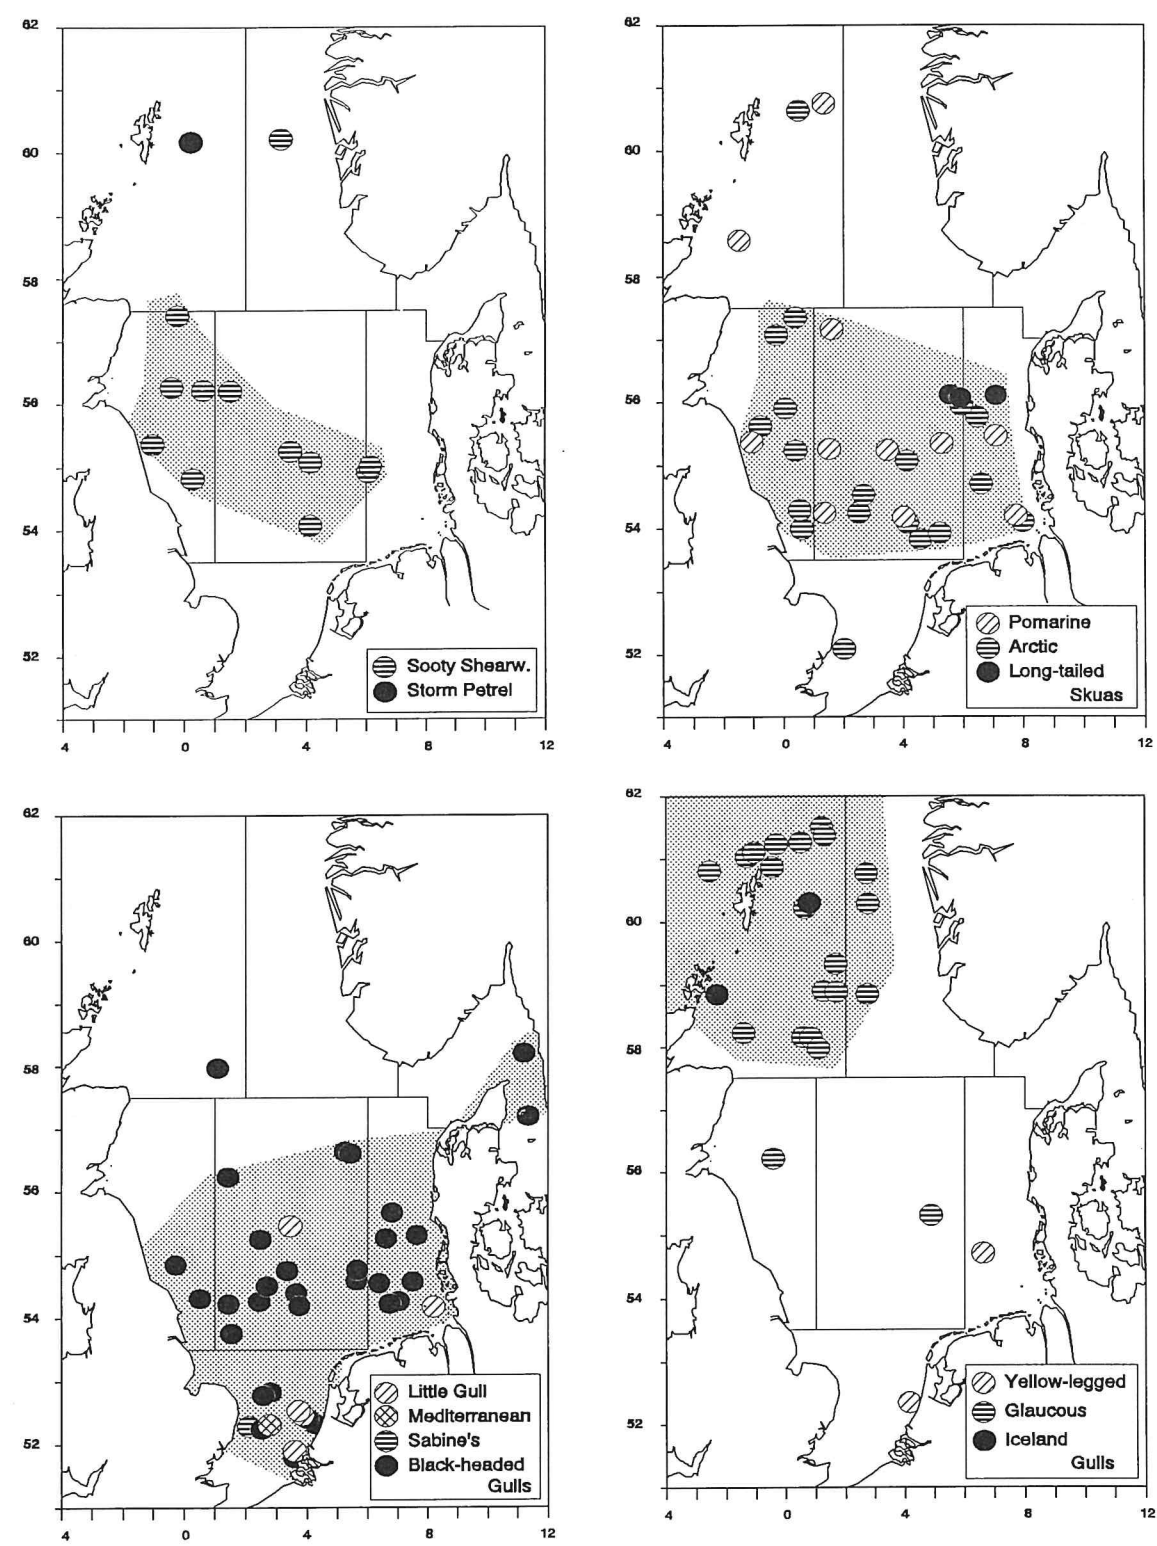 62
60
58
56
54
52
Sooty Shearw.
Storm Petrel
4 0 4 8 12
62
60
58
56
54
52
Pomarine
Arctic
Long-tailed
Skuas
4 0 4 8 12
62
60
58
56
54
52
Little Gull
Mediterranean
Sabine's
Black-headed
Gulls
4 0 4 8 12
62
60
58
56
54
52
Yellow-legged
Glaucous
Iceland
Gulls
4 0 4 8 12